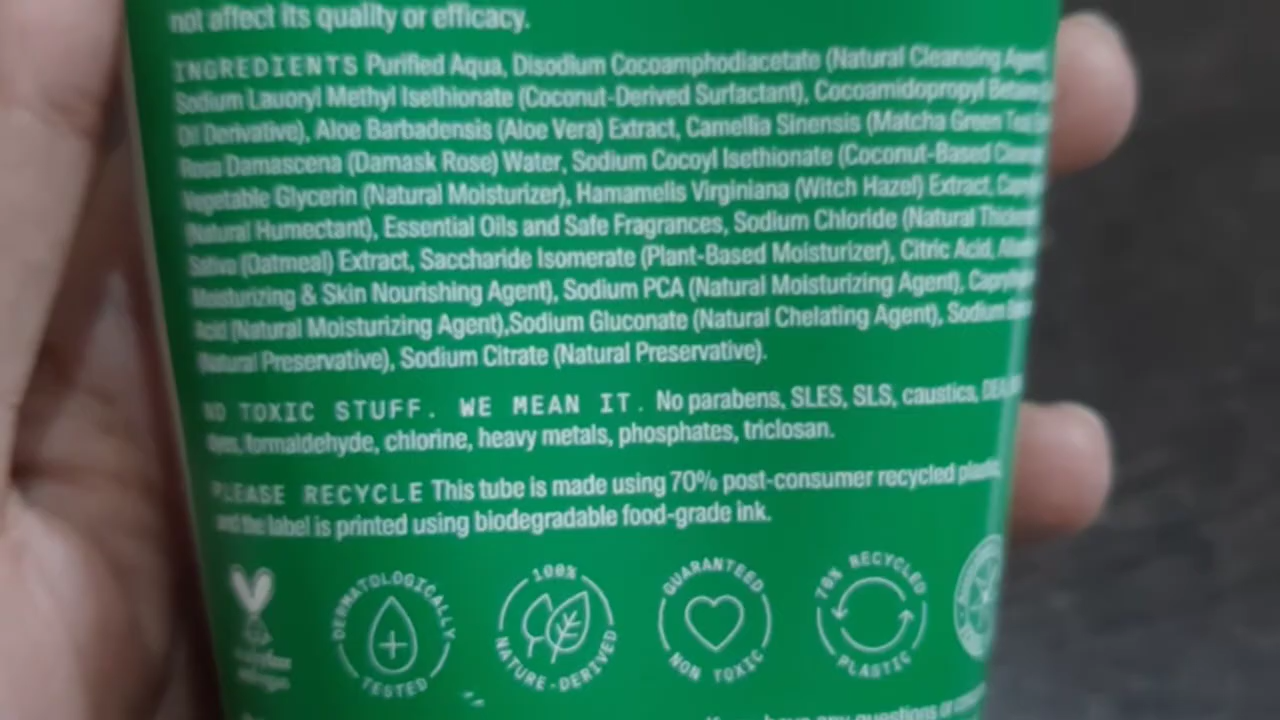 not affect its quality or efficacy.
INGREDIENTS Purified Aqua, Disodium Cocoamphodiacetate (Natural Cleansing Agent)
Sodium Lauoryl Methyl Isethionate (Coconut-Derived Surfactant), Cocoamidopropyl
Oil Derivative), Aloe Barbadensis (Aloe Vera) Extract, Camellia Sinensis (Matcha Green Tea)
Rosa Damascena (Damask Rose) Water, Sodium Cocoyl Isethionate (Coconut-Based
Vegetable Glycerin (Natural Moisturizer), Hamamelis Virginiana (Witch Hazel) Extract,
(Natural Humectant), Essential Oils and Safe Fragrances, Sodium Chloride (Natural
Sativa (Oatmeal) Extract, Saccharide Isomerate (Plant-Based Moisturizer), Citric Acid,
Moisturizing & Skin Nourishing Agent), Sodium PCA (Natural Moisturizing Agent),
Acid (Natural Moisturizing Agent),Sodium Gluconate (Natural Chelating Agent), Sodium
(Natural Preservative), Sodium Citrate (Natural Preservative).
NO TOXIC STUFF. WE MEAN IT. No parabens, SLES, SLS, caustics,
formaldehyde, chlorine, heavy metals, phosphates, triclosan.
PLEASE RECYCLE This tube is made using 70% post-consumer recycled plastic
and the label is printed using biodegradable food-grade ink.
DERMATOLOGICALLY TESTED
100% NATURE-DERIVED
GUARANTEED NON TOXIC
70% RECYCLED PLASTIC
have any questions